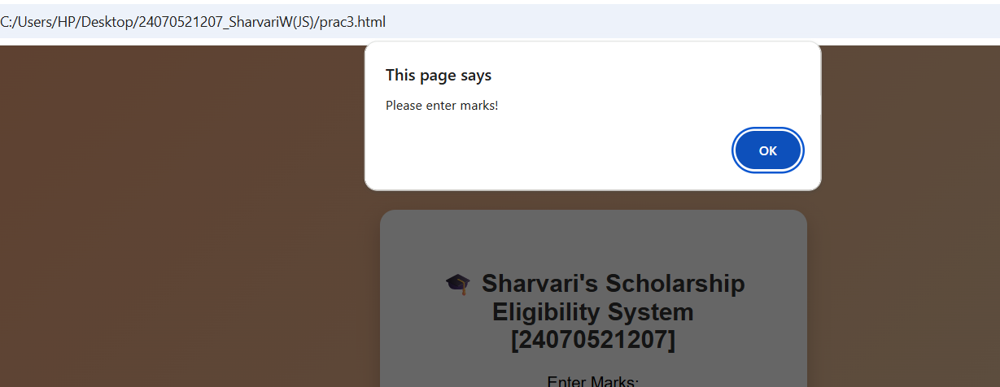 C:/Users/HP/Desktop/24070521207_SharvariW(JS)/prac3.html
This page says
Please enter marks!
OK
Sharvari's Scholarship
Eligibility System
[24070521207]
Enter Marks: